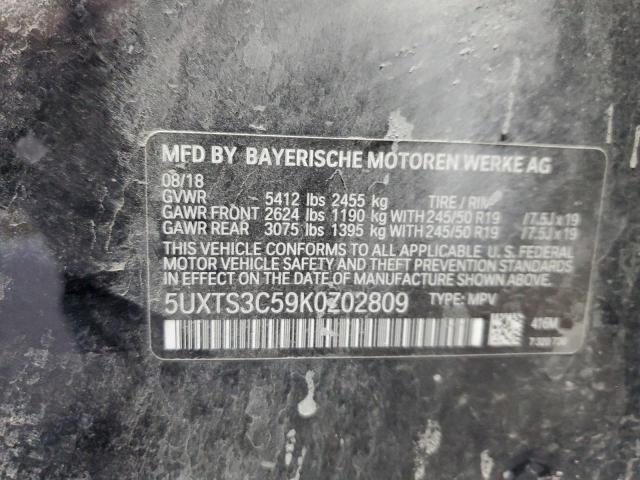 MFD BY BAYERISCHE MOTOREN WERKE AG
08/18
GVWR 5412 lbs 2455 kg TIRE / RIM
GAWR FRONT 2624 lbs 1190 kg WITH 245/50 R19 /7.5J x 19
GAWR REAR 3075 lbs 1395 kg WITH 245/50 R19 /7.5J x 19
THIS VEHICLE CONFORMS TO ALL APPLICABLE U. S. FEDERAL
MOTOR VEHICLE SAFETY AND THEFT PREVENTION STANDARDS
IN EFFECT ON THE DATE OF MANUFACTURE SHOWN ABOVE.
5UXTS3C59K0Z02809 TYPE: MPV
416M